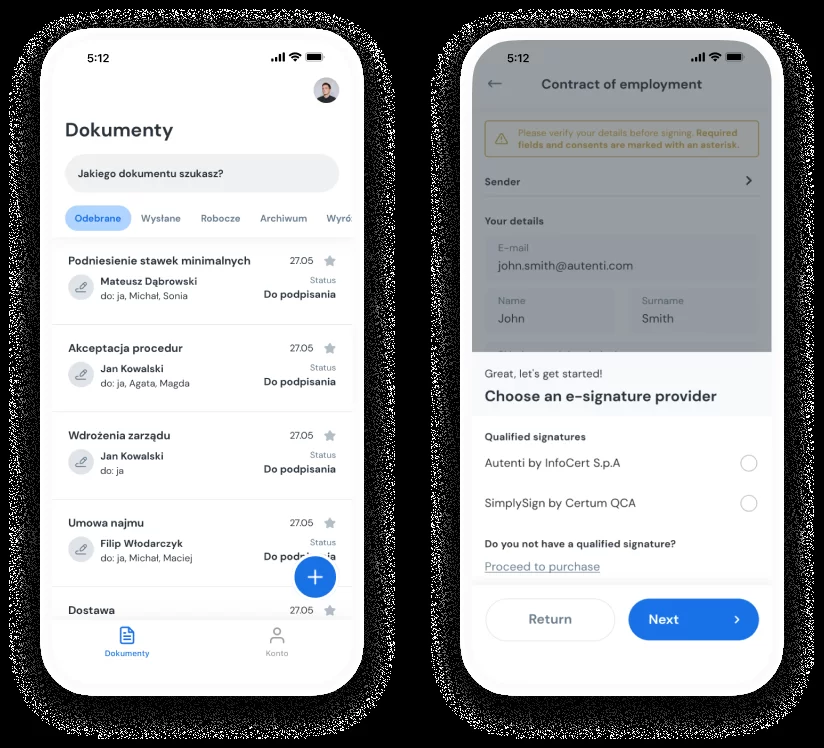 5:12
Dokumenty
Jakiego dokumentu szukasz?
Odebrane Wysłane Robocze Archiwum Wyró
Podniesienie stawek minimalnych 27.05
Mateusz Dąbrowski Status
do: ja, Michał, Sonia Do podpisania
Akceptacja procedur 27.05
Jan Kowalski Status
do: ja, Agata, Magda Do podpisania
Wdrożenia zarządu 27.05
Jan Kowalski Status
do: ja Do podpisania
Umowa najmu 27.05
Filip Włodarczyk Status
do: ja, Michał, Maciej
Dostawa 27.05
Dokumenty Konto
5:12
Contract of employment
Please verify your details before signing. Required
fields and consents are marked with an asterisk.
Sender
Your details
E-mail
john.smith@autenti.com
Name Surname
John Smith
Great, let's get started!
Choose an e-signature provider
Qualified signatures
Autenti by InfoCert S.p.A
SimplySign by Certum QCA
Do you not have a qualified signature?
Proceed to purchase
Return Next